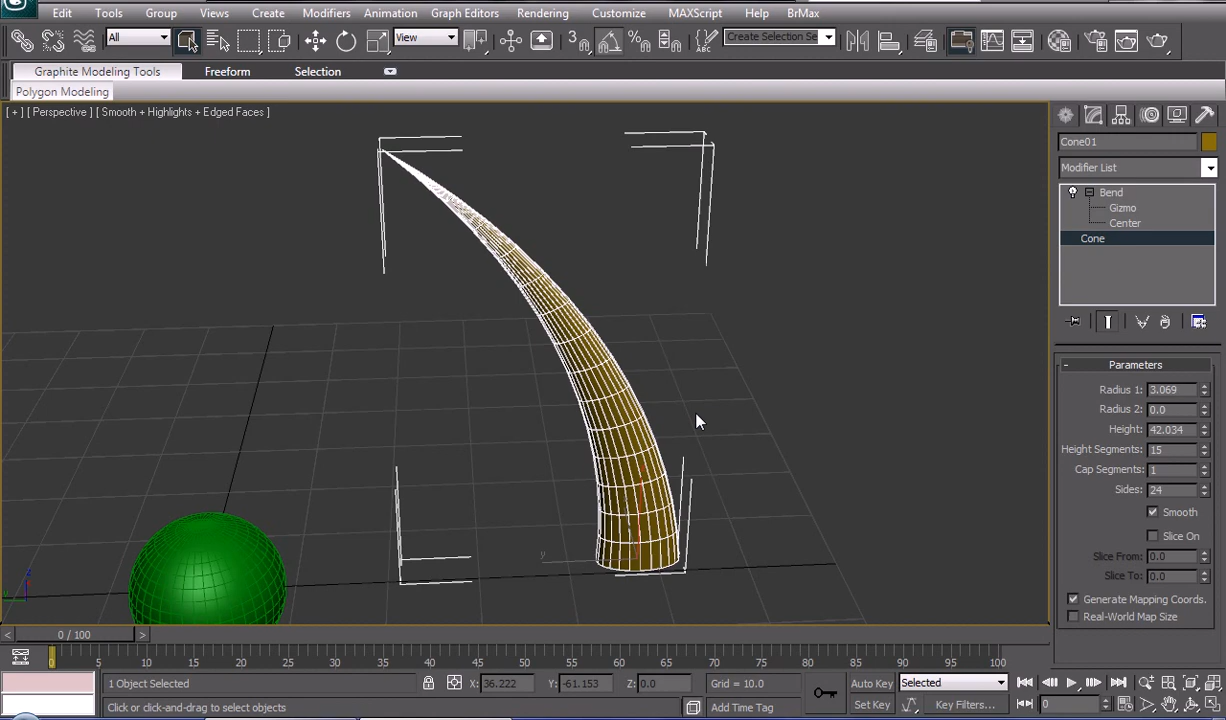 Edit Tools Group Views Create Modifiers Animation Graph Editors Rendering Customize MAXScript Help BrMax
All View 3 Create Selection Se
Graphite Modeling Tools Freeform Selection
Polygon Modeling
[ + ] [ Perspective ] [ Smooth + Highlights + Edged Faces ]
Cone01
Modifier List
Bend
Gizmo
Center
Cone
Parameters
Radius 1: 3.069
Radius 2: 0.0
Height: 42.034
Height Segments: 15
Cap Segments: 1
Sides: 24
Smooth
Slice On
Slice From: 0.0
Slice To: 0.0
Generate Mapping Coords.
Real-World Map Size
y
z
y
< 0 / 100 >
0 5 10 15 20 25 30 35 40 45 50 55 60 65 70 75 80 85 90 95 100
1 Object Selected X: 36.222 Y: -61.153 Z: 0.0 Grid = 10.0 Auto Key Selected
Click or click-and-drag to select objects Add Time Tag Set Key Key Filters... 0